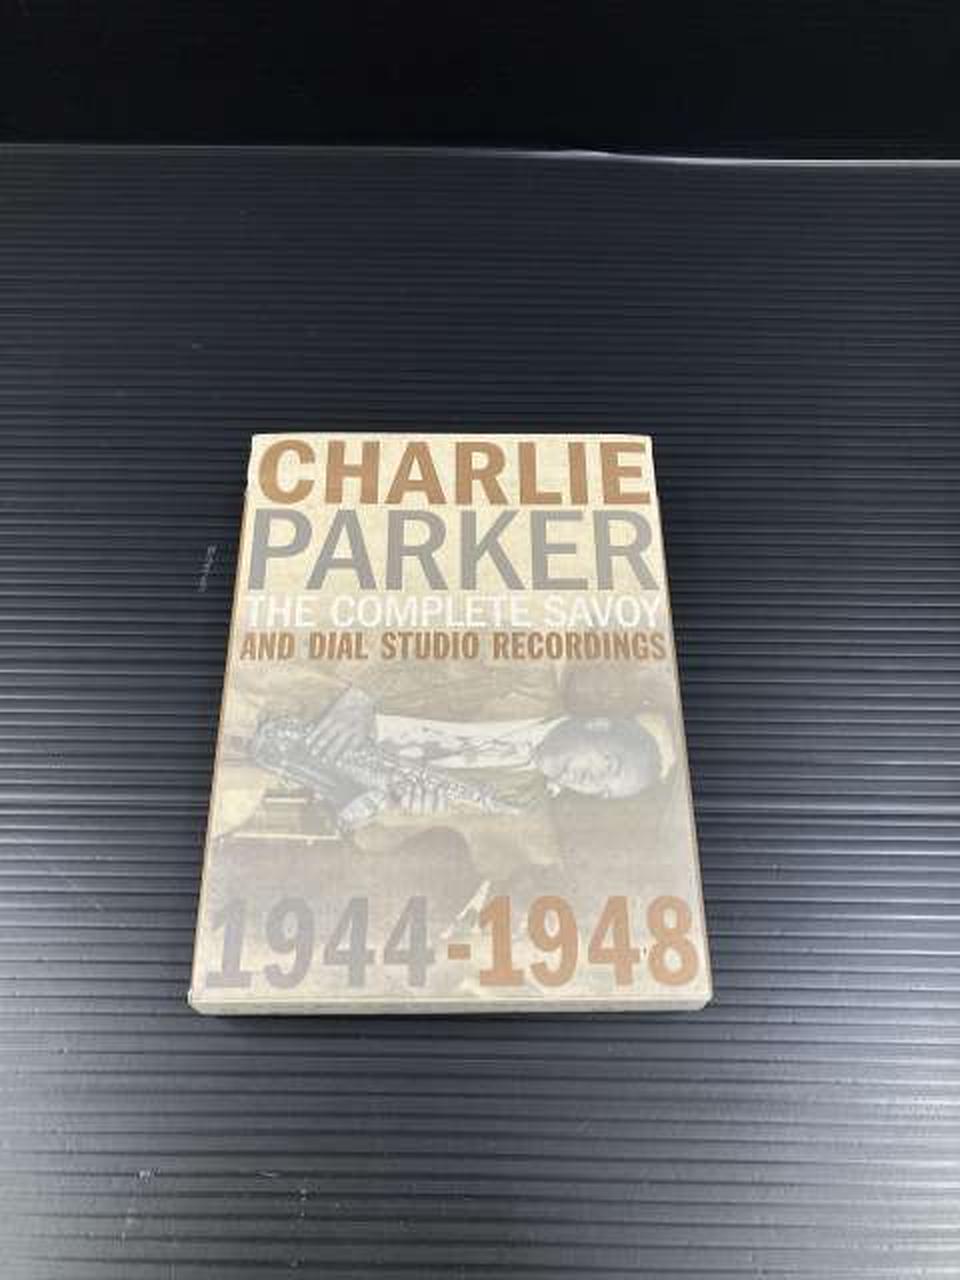 CHARLIE
PARKER
THE COMPLETE SAVOY
AND DIAL STUDIO RECORDINGS
1944-1948